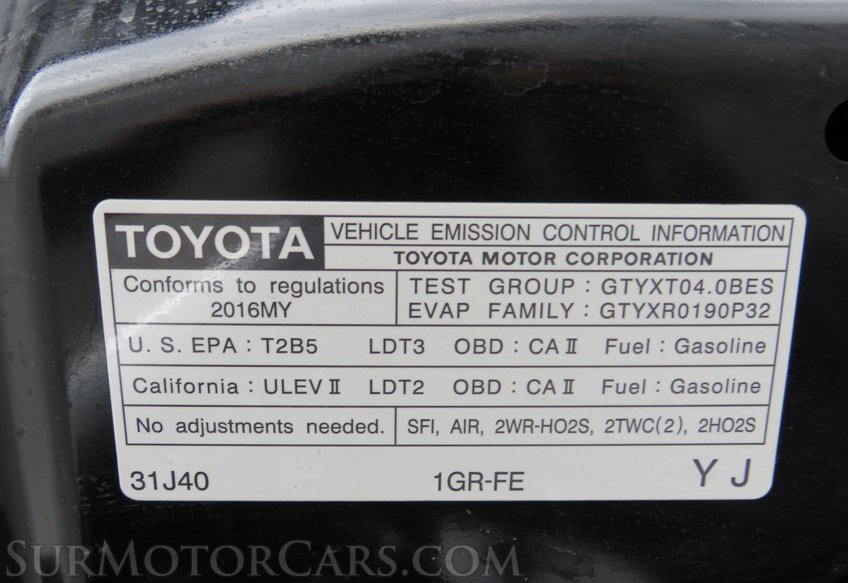 TOYOTA
VEHICLE EMISSION CONTROL INFORMATION
TOYOTA MOTOR CORPORATION
Conforms to regulations
2016MY
TEST GROUP : GTYXT04.0BES
EVAP FAMILY : GTYXR0190P32
U. S. EPA : T2B5 LDT3 OBD : CA II Fuel : Gasoline
California : ULEV II LDT2 OBD : CA II Fuel : Gasoline
No adjustments needed.
SFI, AIR, 2WR-HO2S, 2TWC(2), 2HO2S
31J40 1GR-FE Y J
SurMotorCars.com